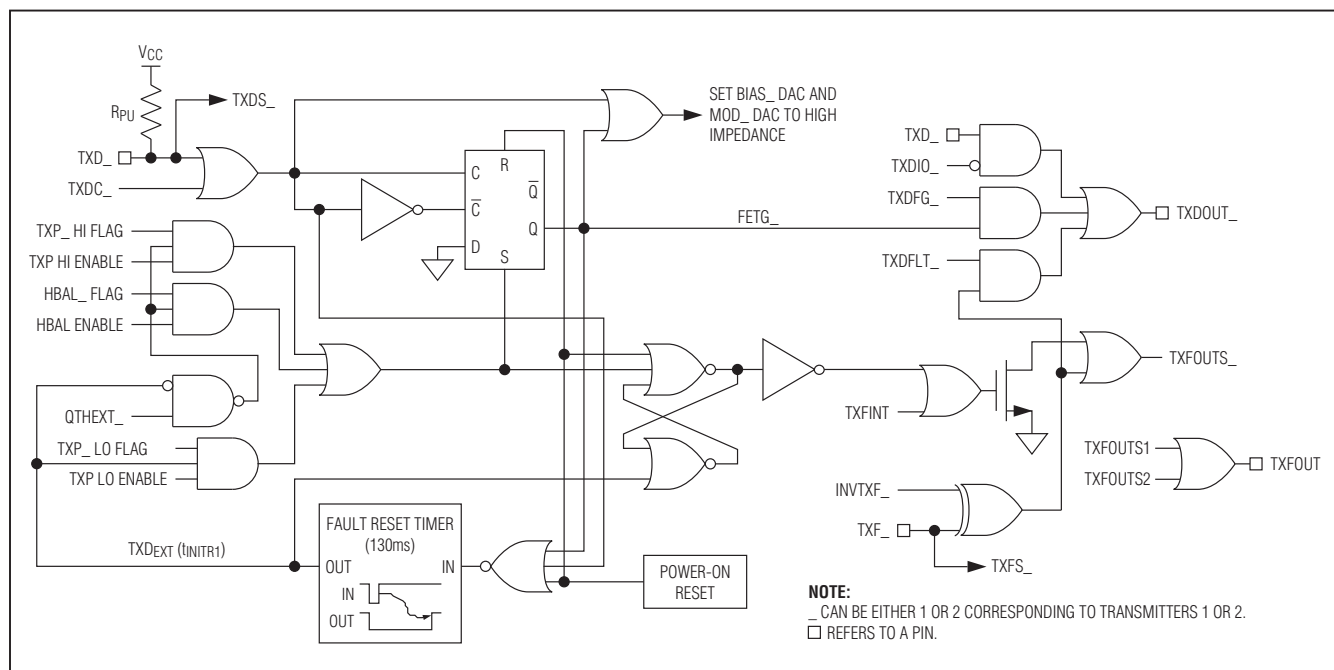 VCC
RPU
TXDS_
TXD_
TXDC_
SET BIAS_ DAC AND
MOD_ DAC TO HIGH
IMPEDANCE
R
C
Q
C
Q
D
S
FETG_
TXD_
TXDIO_
TXDFG_
TXDFLT_
TXDOUT_
TXP_ HI FLAG
TXP HI ENABLE
HBAL_ FLAG
HBAL ENABLE
QTHEXT_
TXP_ LO FLAG
TXP LO ENABLE
TXFINT
TXFOUTS_
TXFOUTS1
TXFOUTS2
TXFOUT
INVTXF_
TXF_
TXFS_
TXDEXT (tINITR1)
FAULT RESET TIMER
(130ms)
OUT
IN
IN
OUT
POWER-ON
RESET
NOTE:
_ CAN BE EITHER 1 OR 2 CORRESPONDING TO TRANSMITTERS 1 OR 2.
□ REFERS TO A PIN.